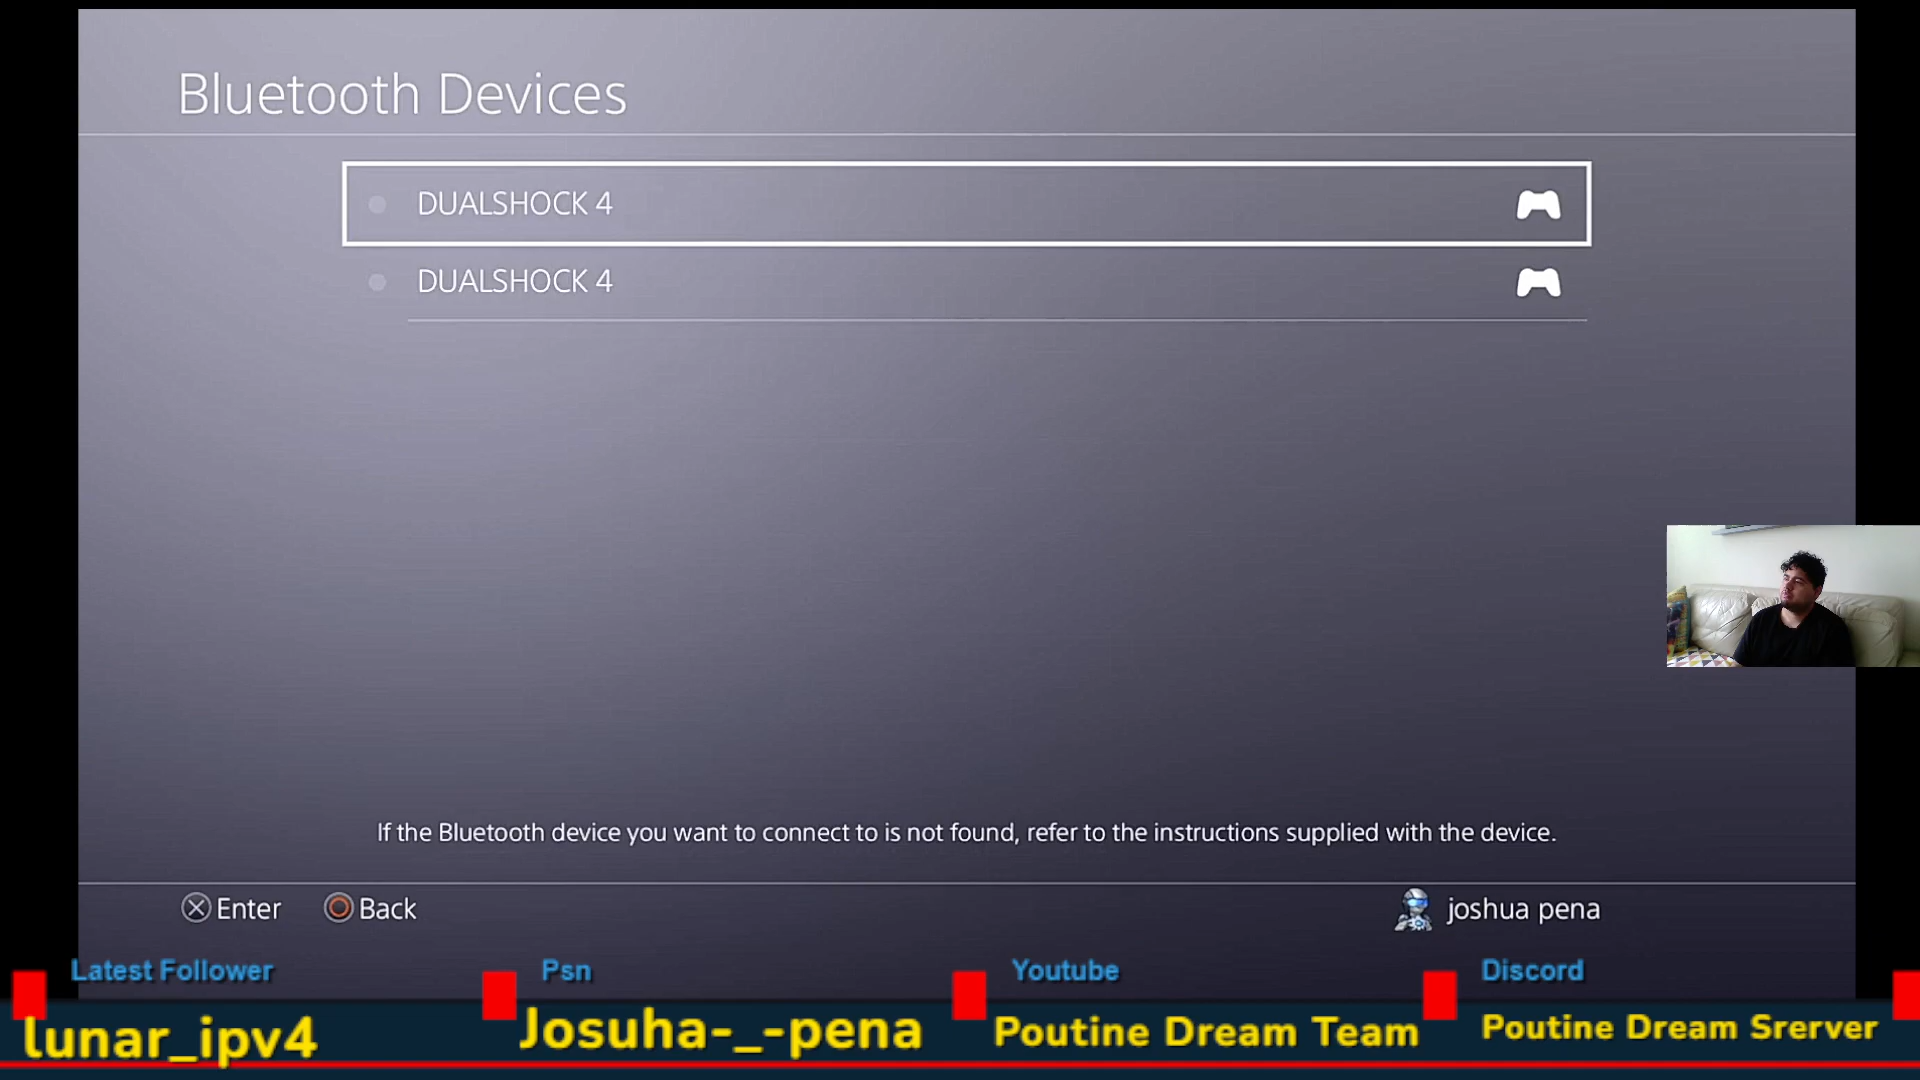 Bluetooth Devices
DUALSHOCK 4
DUALSHOCK 4
If the Bluetooth device you want to connect to is not found, refer to the instructions supplied with the device.
Enter Back
joshua pena
Latest Follower
lunar_ipv4
Psn
Josuha-_-pena
Youtube
Poutine Dream Team
Discord
Poutine Dream Srerver